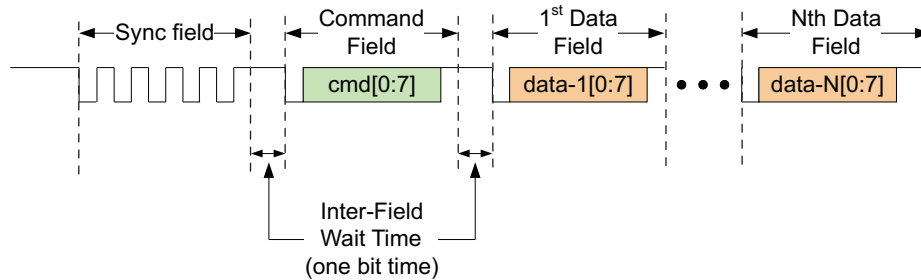 Sync field
Command
Field
1st Data
Field
Nth Data
Field
cmd[0:7]
data-1[0:7]
data-N[0:7]
Inter-Field
Wait Time
(one bit time)